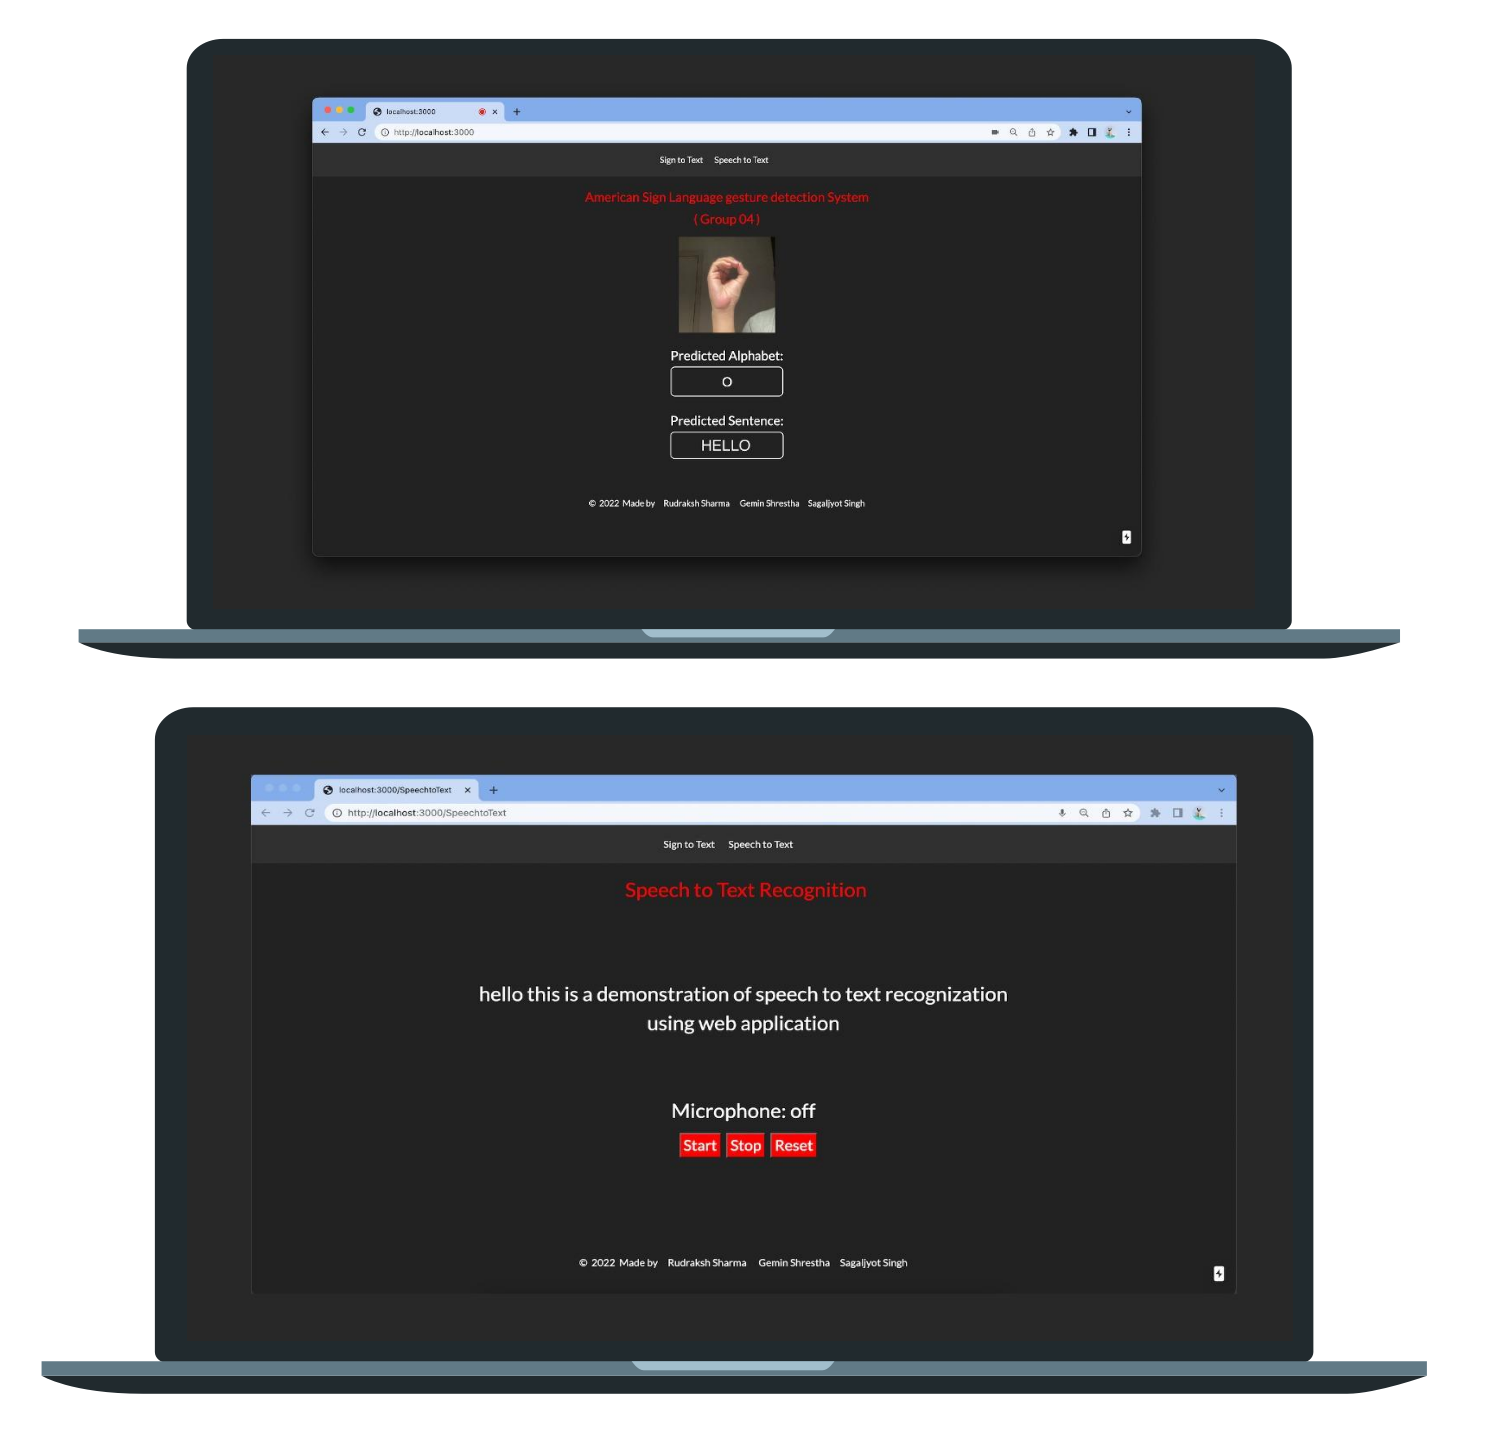 localhost:3000
http://localhost:3000
Sign to Text Speech to Text
American Sign Language gesture detection System
( Group 04 )
Predicted Alphabet:
O
Predicted Sentence:
HELLO
© 2022 Made by Rudraksh Sharma Gemin Shrestha Sagaljyot Singh
localhost:3000/SpeechtoText
http://localhost:3000/SpeechtoText
Sign to Text Speech to Text
Speech to Text Recognition
hello this is a demonstration of speech to text recognization
using web application
Microphone: off
Start Stop Reset
© 2022 Made by Rudraksh Sharma Gemin Shrestha Sagaljyot Singh